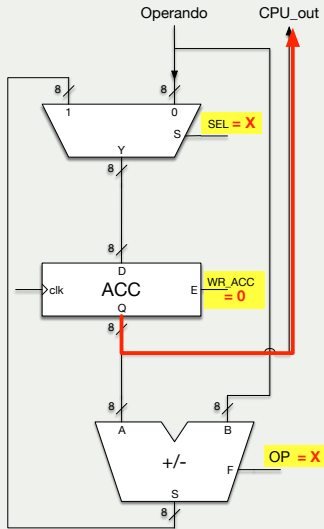 Operando CPU_out
8 8
1 0
S SEL = X
Y
8
8
D
clk ACC E WR_ACC
= 0
Q
8
8 8
A B
+/-
F OP = X
S
8